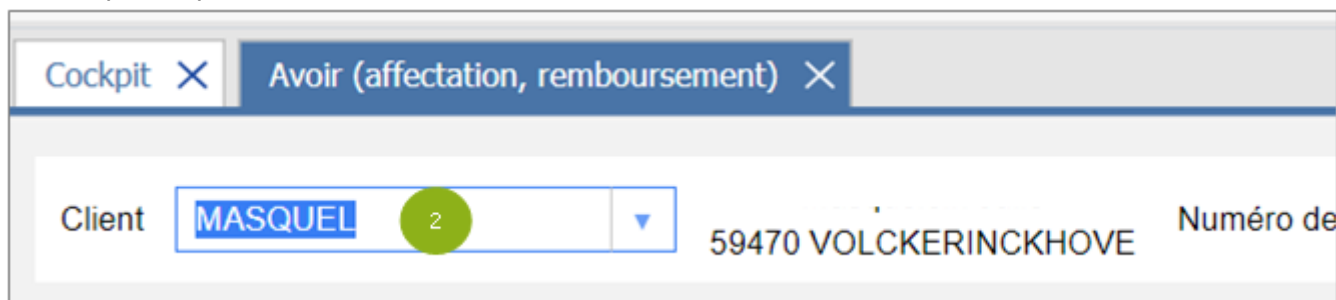 Cockpit Avoir (affectation, remboursement)
Client MASQUEL 2
59470 VOLCKERINCKHOVE Numéro de